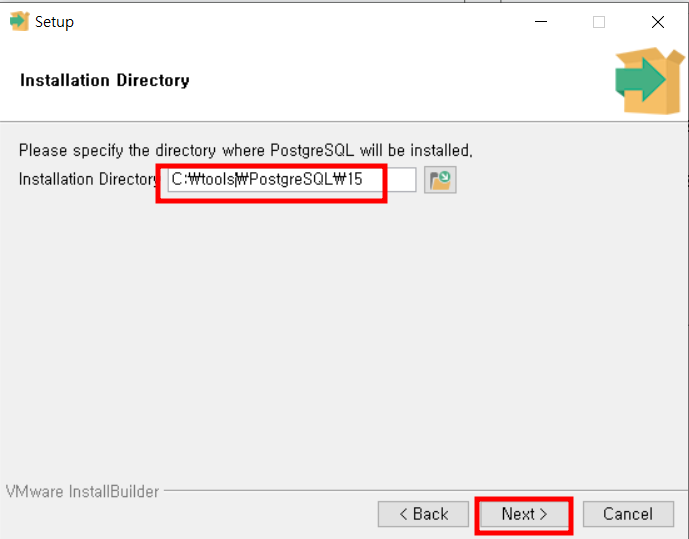 Setup
Installation Directory
Please specify the directory where PostgreSQL will be installed.
Installation Directory C:₩tools₩PostgreSQL₩15
VMware InstallBuilder
< Back Next > Cancel